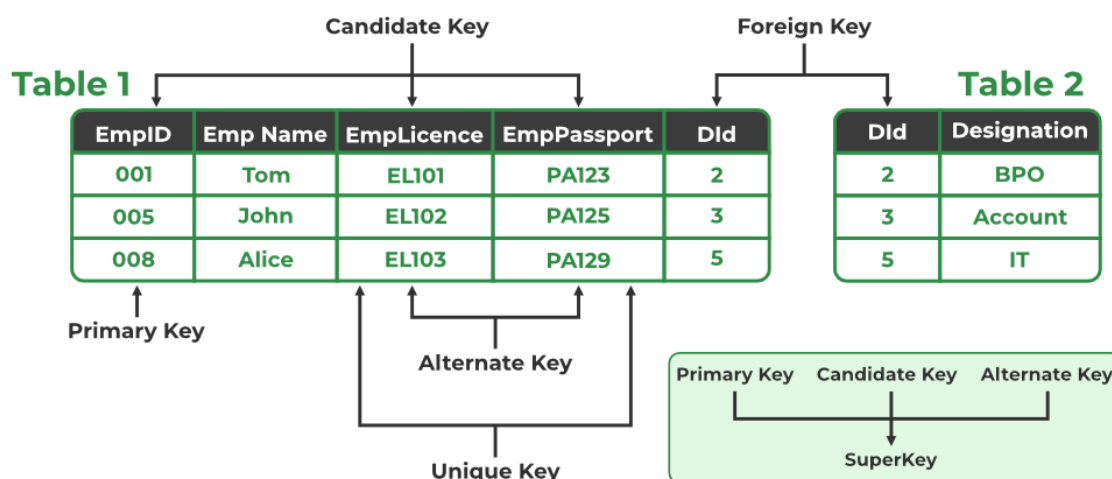 Candidate Key
Foreign Key
Table 1
Table 2
EmpID Emp Name EmpLicence EmpPassport DId
001 Tom EL101 PA123 2
005 John EL102 PA125 3
008 Alice EL103 PA129 5
DId Designation
2 BPO
3 Account
5 IT
Primary Key
Alternate Key
Unique Key
Primary Key Candidate Key Alternate Key
SuperKey